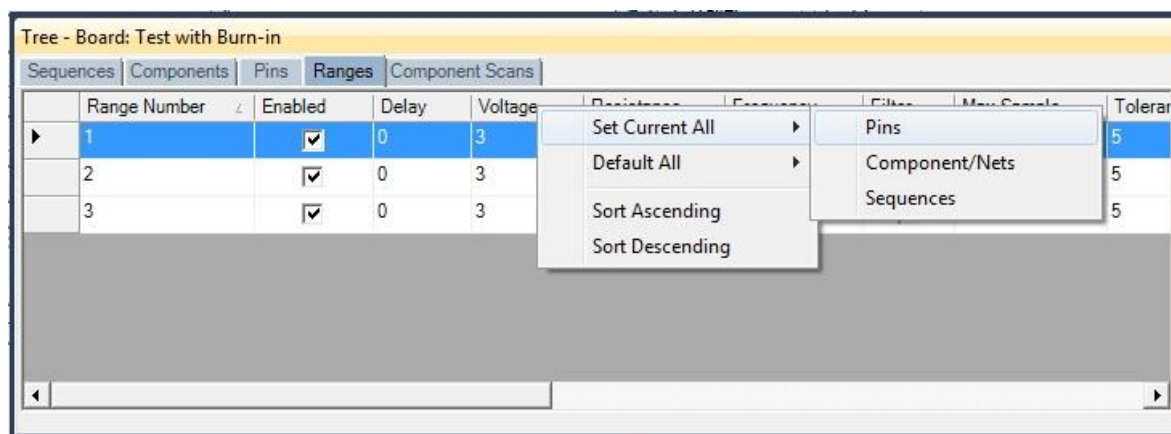 Tree - Board: Test with Burn-in
Sequences Components Pins Ranges Component Scans
Range Number Enabled Delay Voltage
1 0 3 5
2 0 3 5
3 0 3 5
Set Current All
Default All
Sort Ascending
Sort Descending
Pins
Component/Nets
Sequences